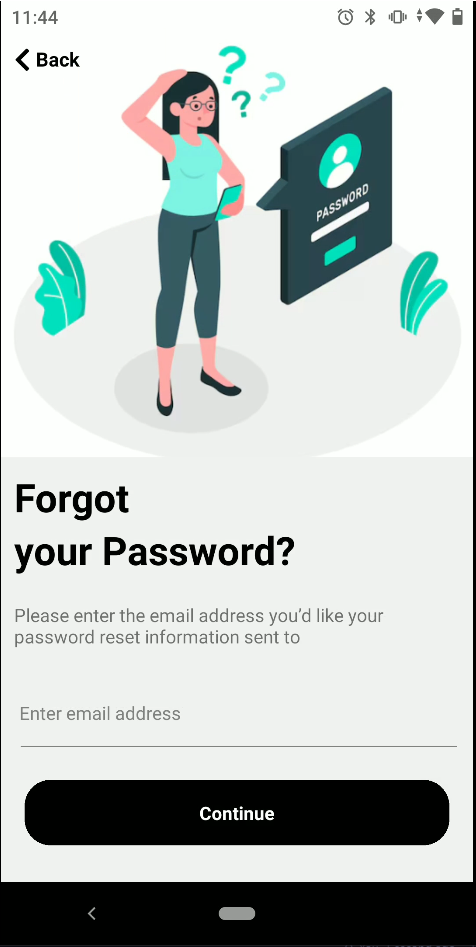 11:44
Back
?
?
?
PASSWORD
Forgot
your Password?
Please enter the email address you’d like your
password reset information sent to
Enter email address
Continue